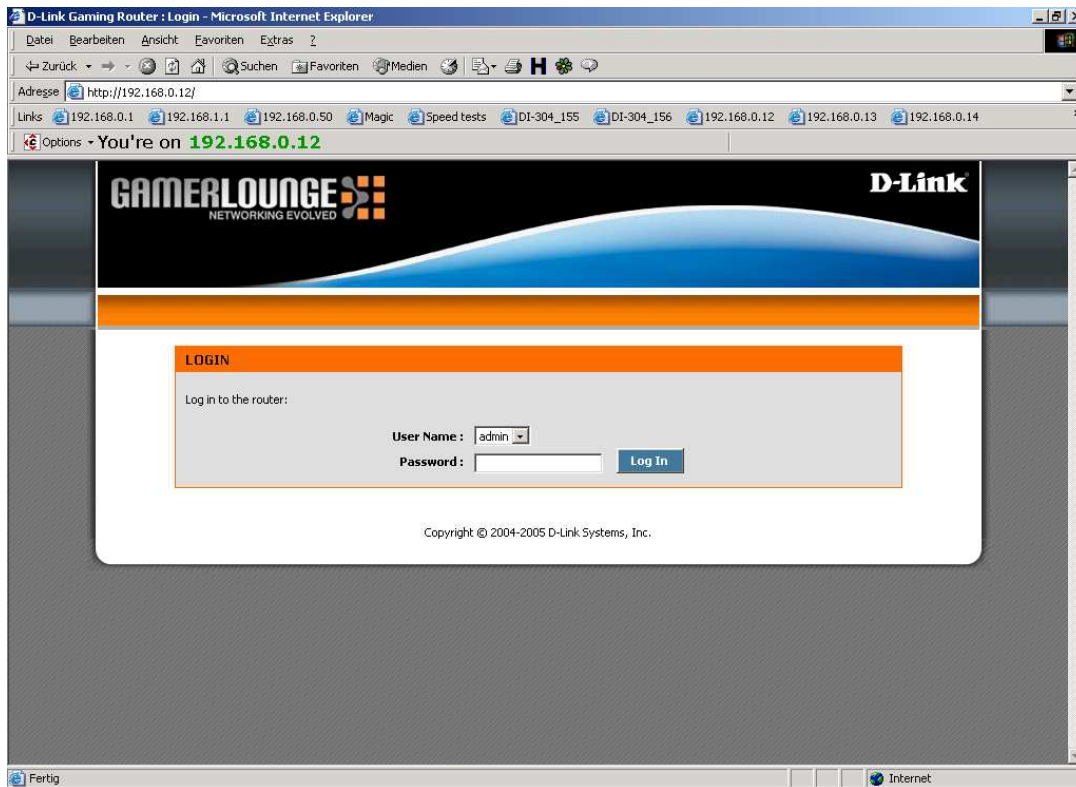 D-Link Gaming Router : Login - Microsoft Internet Explorer
Datei Bearbeiten Ansicht Favoriten Extras ?
Zurück Suchen Favoriten Medien H
Adresse http://192.168.0.12/
Links 192.168.0.1 192.168.1.1 192.168.0.50 Magic Speed tests DI-304_155 DI-304_156 192.168.0.12 192.168.0.13 192.168.0.14
Options You're on 192.168.0.12
GAMERLOUNGE
NETWORKING EVOLVED
D-Link
LOGIN
Log in to the router:
User Name : admin
Password : Log In
Copyright © 2004-2005 D-Link Systems, Inc.
Fertig Internet